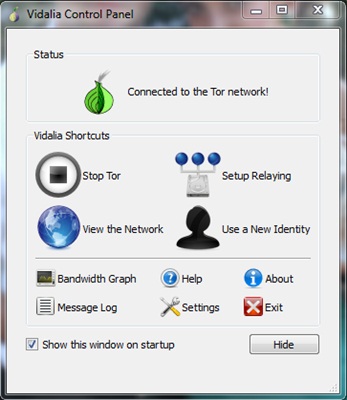 Vidalia Control Panel
Status
Connected to the Tor network!
Vidalia Shortcuts
Stop Tor
Setup Relaying
View the Network
Use a New Identity
Bandwidth Graph
Help
About
Message Log
Settings
Exit
Show this window on startup
Hide